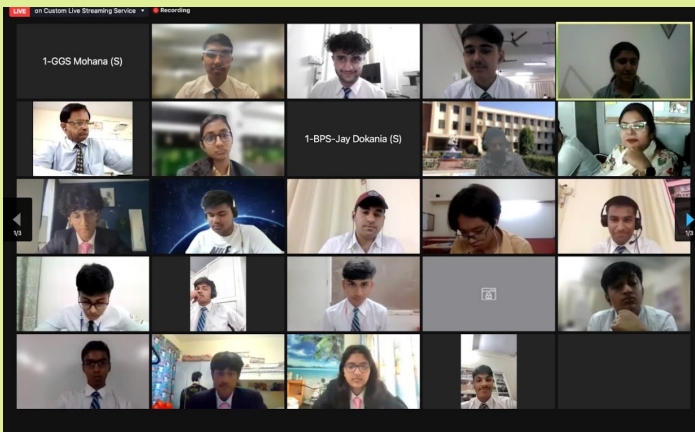 LIVE on Custom Live Streaming Service Recording
1-GGS Mohana (S)
1-BPS-Jay Dokania (S)
1/3
1/3